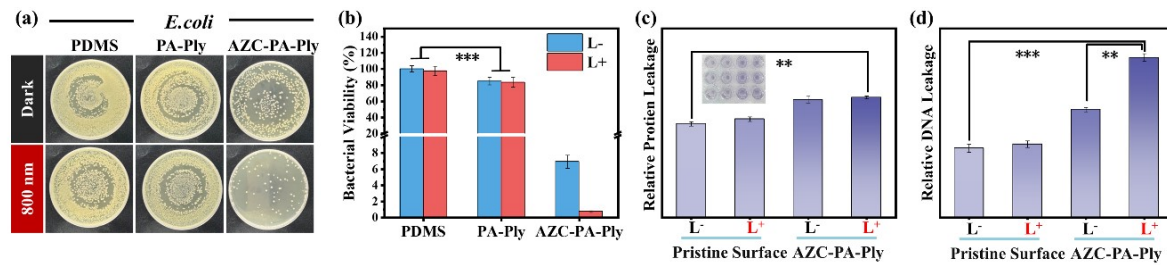 (a)
E.coli
PDMS PA-Ply AZC-PA-Ply
Dark
800 nm
(b)
Bacterial Viability (%)
140
120
100
80
60
40
20
8
6
4
2
0
***
L-
L+
PDMS PA-Ply AZC-PA-Ply
(c)
Relative Protien Leakage
**
L- L+ L- L+
Pristine Surface AZC-PA-Ply
(d)
Relative DNA Leakage
*** **
L- L+ L- L+
Pristine Surface AZC-PA-Ply